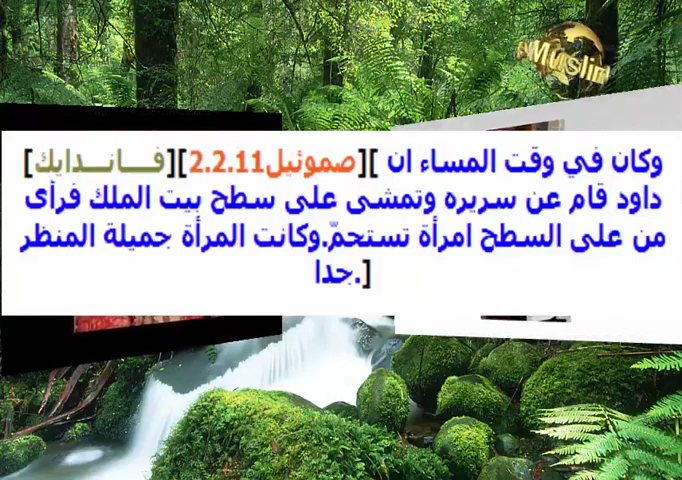 Muslim
[فـــانـــدايك][صموئيل2.2.11][ وكان في وقت المساء ان
داود قام عن سريره وتمشى على سطح بيت الملك فرأى
من على السطح امرأة تستحمّ.وكانت المرأة جميلة المنظر
جدا.]